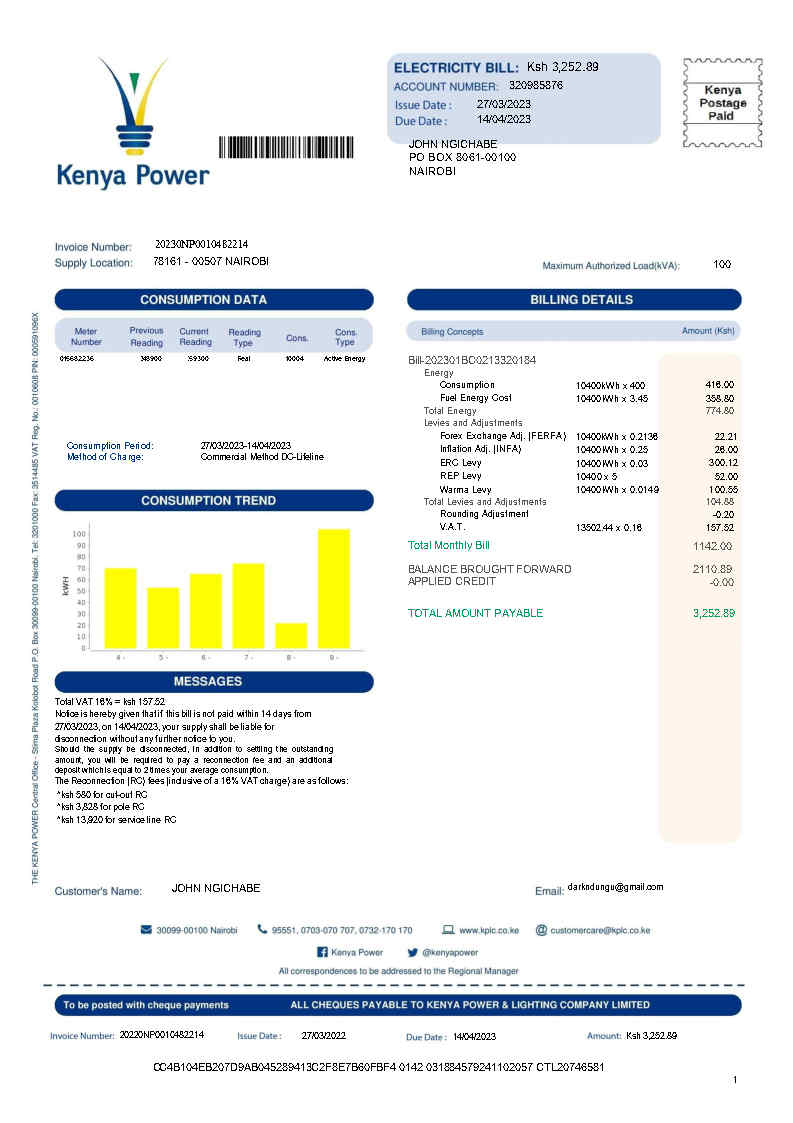 Kenya Power
ELECTRICITY BILL: Ksh 3,252.89
ACCOUNT NUMBER: 320985876
Issue Date : 27/03/2023
Due Date : 14/04/2023
Kenya
Postage
Paid
JOHN NGICHABE
PO BOX 8061-00100
NAIROBI
Invoice Number: 20230NP0010482214
Supply Location: 78161 - 00507 NAIROBI
Maximum Authorized Load(kVA): 100
THE KENYA POWER Central Office - Stima Plaza Kolobot Road P.O. Box 30099-00100 Nairobi. Tel: 3201000 Fax: 3514485 VAT Reg. No.: 0010608 PIN: 000591096X
CONSUMPTION DATA
Meter Number Previous Reading Current Reading Reading Type Cons. Cons. Type
015682236 348900 359300 Real 10004 Active Energy
Consumption Period: 27/03/2023-14/04/2023
Method of Charge: Commercial Method DC-Lifeline
CONSUMPTION TREND
kWH
100
90
80
70
60
50
40
30
20
10
0
4 - 5 - 6 - 7 - 8 - 9 -
MESSAGES
Total VAT 16% = ksh 157.52
Notice is hereby given that if this bill is not paid within 14 days from
27/03/2023, on 14/04/2023, your supply shall be liable for
disconnection without any further notice to you.
Should the supply be disconnected, in addition to settling the outstanding
amount, you will be required to pay a reconnection fee and an additional
deposit which is equal to 2 times your average consumption.
The Reconnection (RC) fees (inclusive of a 16% VAT charge) are as follows:
*ksh 580 for cut-out RC
*ksh 3,828 for pole RC
*ksh 13,920 for service line RC
BILLING DETAILS
Billing Concepts Amount (Ksh)
Bill-202301BC0213320184
Energy
Consumption 10400kWh x 400 416.00
Fuel Energy Cost 10400kWh x 3.45 358.80
Total Energy 774.80
Levies and Adjustments
Forex Exchange Adj. (FERFA) 10400kWh x 0.2136 22.21
Inflation Adj. (INFA) 10400kWh x 0.25 26.00
ERC Levy 10400kWh x 0.03 300.12
REP Levy 10400 x 5 52.00
Warma Levy 10400kWh x 0.0149 100.55
Total Levies and Adjustments 104.88
Rounding Adjustment -0.20
V.A.T. 13502.44 x 0.16 157.52
Total Monthly Bill 1142.00
BALANCE BROUGHT FORWARD 2110.89
APPLIED CREDIT -0.00
TOTAL AMOUNT PAYABLE 3,252.89
Customer's Name: JOHN NGICHABE
Email: darkndungu@gmail.com
30099-00100 Nairobi 95551, 0703-070 707, 0732-170 170 www.kplc.co.ke customercare@kplc.co.ke
Kenya Power @kenyapower
All correspondences to be addressed to the Regional Manager
To be posted with cheque payments ALL CHEQUES PAYABLE TO KENYA POWER & LIGHTING COMPANY LIMITED
Invoice Number: 20220NP0010482214 Issue Date : 27/03/2022 Due Date : 14/04/2023 Amount: Ksh 3,252.89
CC4B104EB207D9AB045289413C2F8E7B60FBF4 0142 031884579241102057 CTL20746581
1